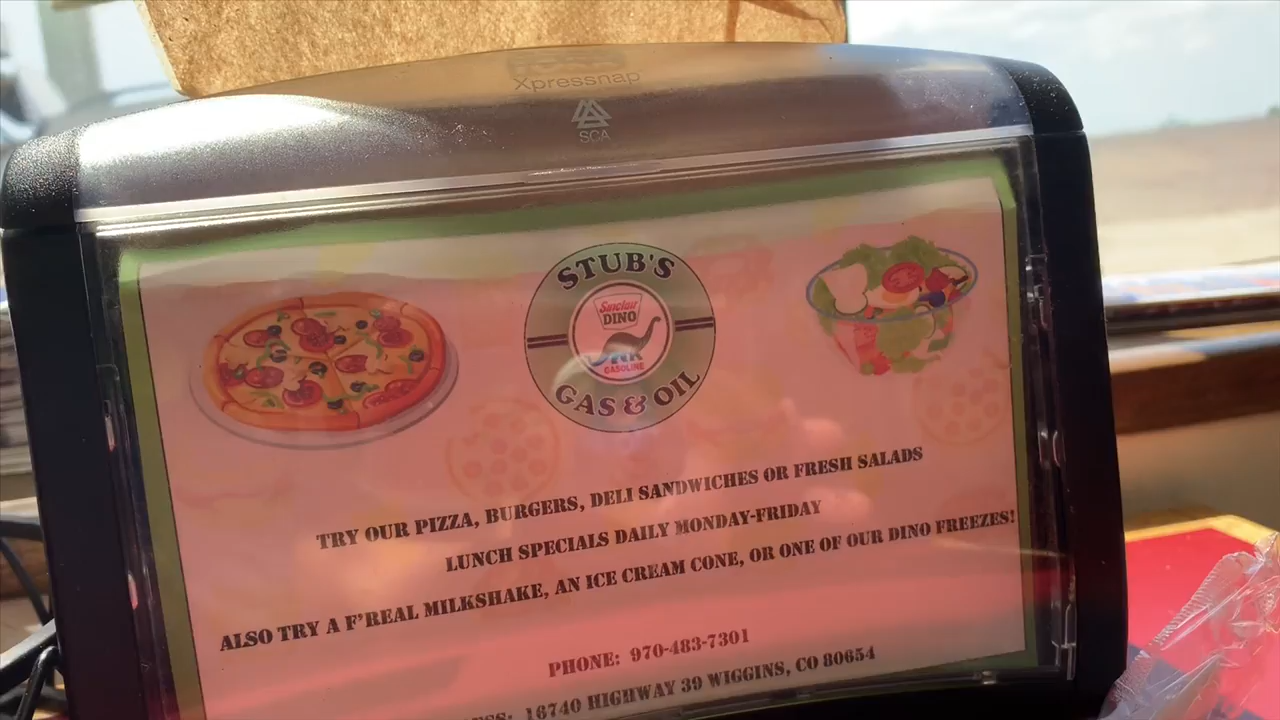 Xpressnap
SCA
STUB'S
Sinclair
DINO
GASOLINE
GAS & OIL
TRY OUR PIZZA, BURGERS, DELI SANDWICHES OR FRESH SALADS
LUNCH SPECIALS DAILY MONDAY-FRIDAY
ALSO TRY A F'REAL MILKSHAKE, AN ICE CREAM CONE, OR ONE OF OUR DINO FREEZES!
PHONE: 970-483-7301
16740 HIGHWAY 39 WIGGINS, CO 80654